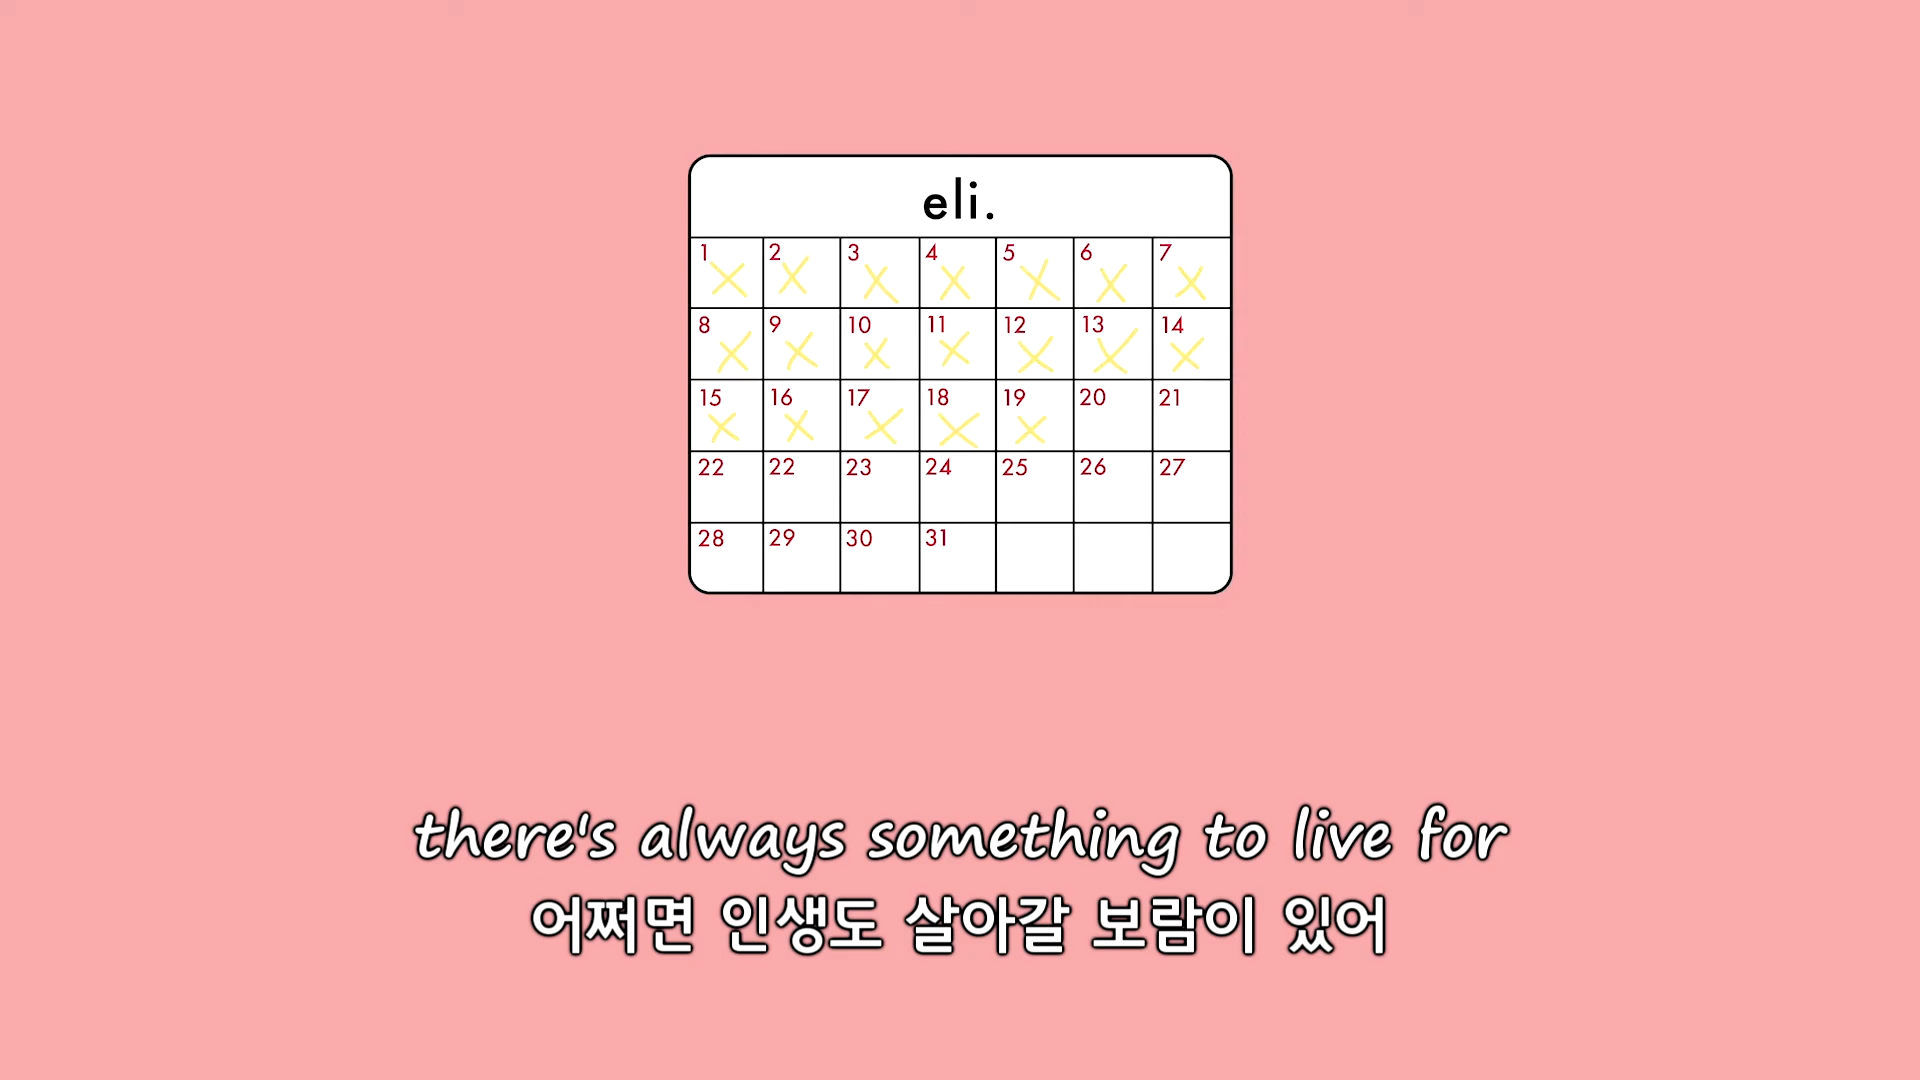 eli.
1 2 3 4 5 6 7
8 9 10 11 12 13 14
15 16 17 18 19 20 21
22 22 23 24 25 26 27
28 29 30 31
there's always something to live for
어쩌면 인생도 살아갈 보람이 있어